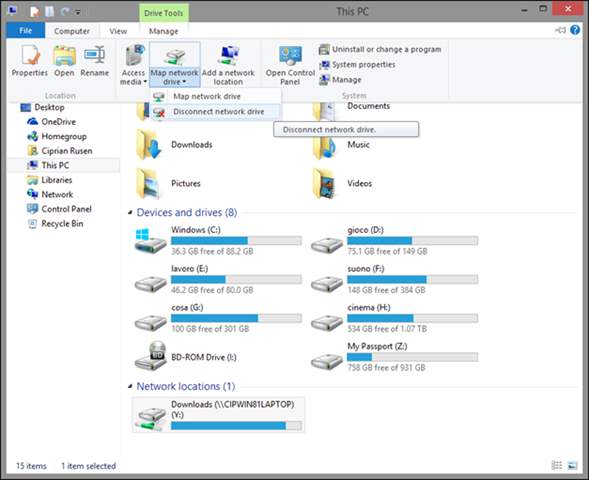 Drive Tools
This PC
File
Computer
View
Manage
Properties
Open
Rename
Access media
Map network drive
Add a network location
Open Control Panel
Uninstall or change a program
System properties
Manage
Location
System
Map network drive
Disconnect network drive
Disconnect network drive.
Desktop
OneDrive
Homegroup
Ciprian Rusen
This PC
Libraries
Network
Control Panel
Recycle Bin
Documents
Downloads
Music
Pictures
Videos
Devices and drives (8)
Windows (C:)
36.3 GB free of 88.2 GB
gioco (D:)
75.1 GB free of 149 GB
lavoro (E:)
46.2 GB free of 80.0 GB
suono (F:)
148 GB free of 384 GB
cosa (G:)
100 GB free of 301 GB
cinema (H:)
534 GB free of 1.07 TB
BD
BD-ROM Drive (I:)
My Passport (Z:)
758 GB free of 931 GB
Network locations (1)
Downloads (\\CIPWIN81LAPTOP)
(Y:)
15 items
1 item selected